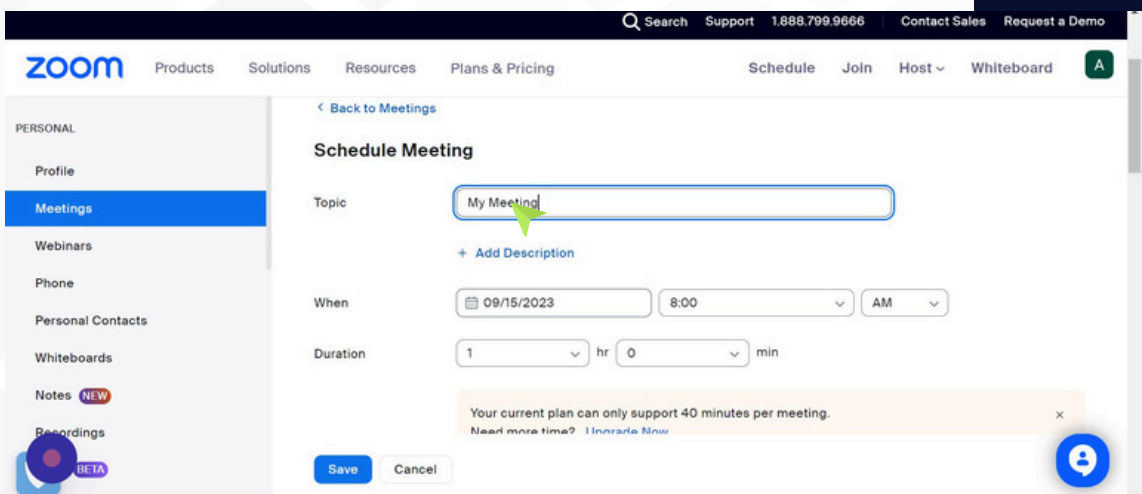 Search Support 1.888.799.9666 Contact Sales Request a Demo
zoom Products Solutions Resources Plans & Pricing Schedule Join Host Whiteboard A
PERSONAL
Profile
Meetings
Webinars
Phone
Personal Contacts
Whiteboards
Notes NEW
Recordings
BETA
< Back to Meetings
Schedule Meeting
Topic My Meeting
+ Add Description
When 09/15/2023 8:00 AM
Duration 1 hr 0 min
Your current plan can only support 40 minutes per meeting.
Need more time? Upgrade Now
Save Cancel